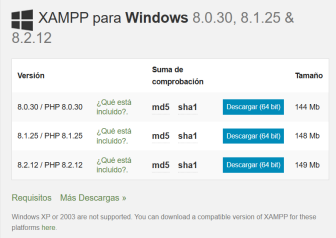 XAMPP para Windows 8.0.30, 8.1.25 &
8.2.12
Versión Suma de comprobación Tamaño
8.0.30 / PHP 8.0.30 ¿Qué está incluido?. md5 sha1 Descargar (64 bit) 144 Mb
8.1.25 / PHP 8.1.25 ¿Qué está incluido?. md5 sha1 Descargar (64 bit) 148 Mb
8.2.12 / PHP 8.2.12 ¿Qué está incluido?. md5 sha1 Descargar (64 bit) 149 Mb
Requisitos Más Descargas »
Windows XP or 2003 are not supported. You can download a compatible version of XAMPP for these
platforms here.